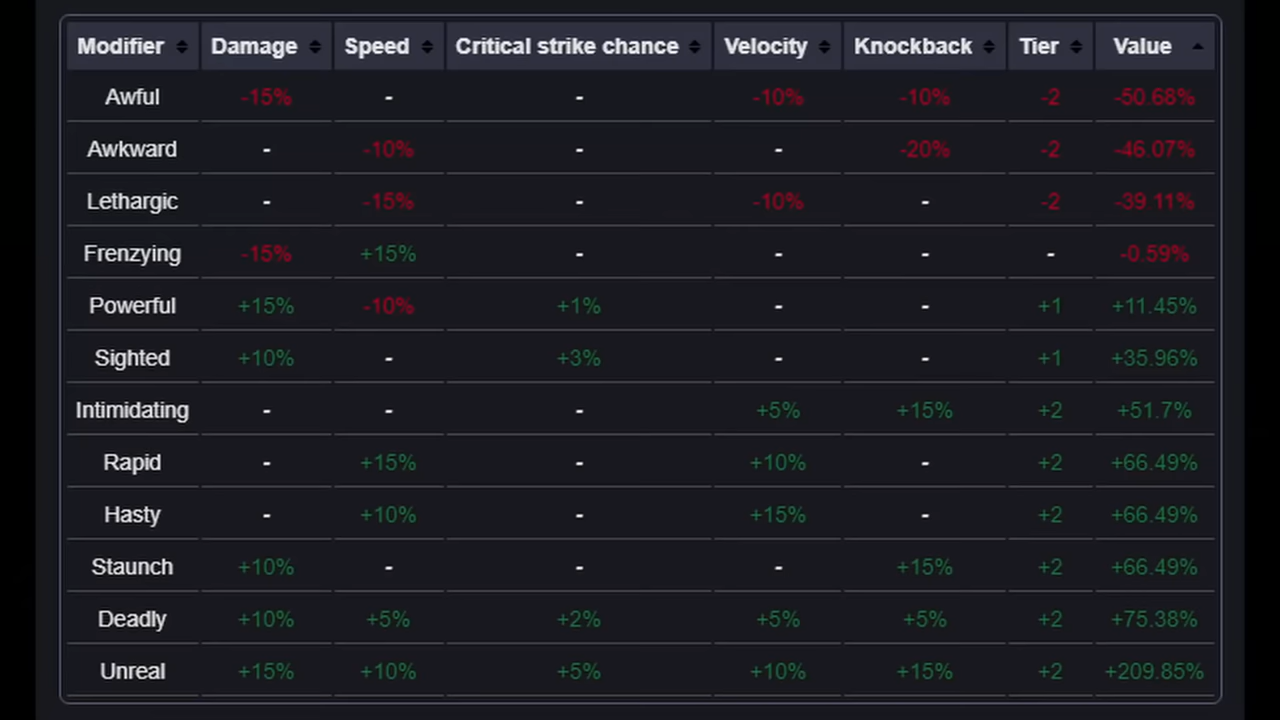 Modifier Damage Speed Critical strike chance Velocity Knockback Tier Value
Awful -15% - - -10% -10% -2 -50.68%
Awkward - -10% - - -20% -2 -46.07%
Lethargic - -15% - -10% - -2 -39.11%
Frenzying -15% +15% - - - - -0.59%
Powerful +15% -10% +1% - - +1 +11.45%
Sighted +10% - +3% - - +1 +35.96%
Intimidating - - - +5% +15% +2 +51.7%
Rapid - +15% - +10% - +2 +66.49%
Hasty - +10% - +15% - +2 +66.49%
Staunch +10% - - - +15% +2 +66.49%
Deadly +10% +5% +2% +5% +5% +2 +75.38%
Unreal +15% +10% +5% +10% +15% +2 +209.85%